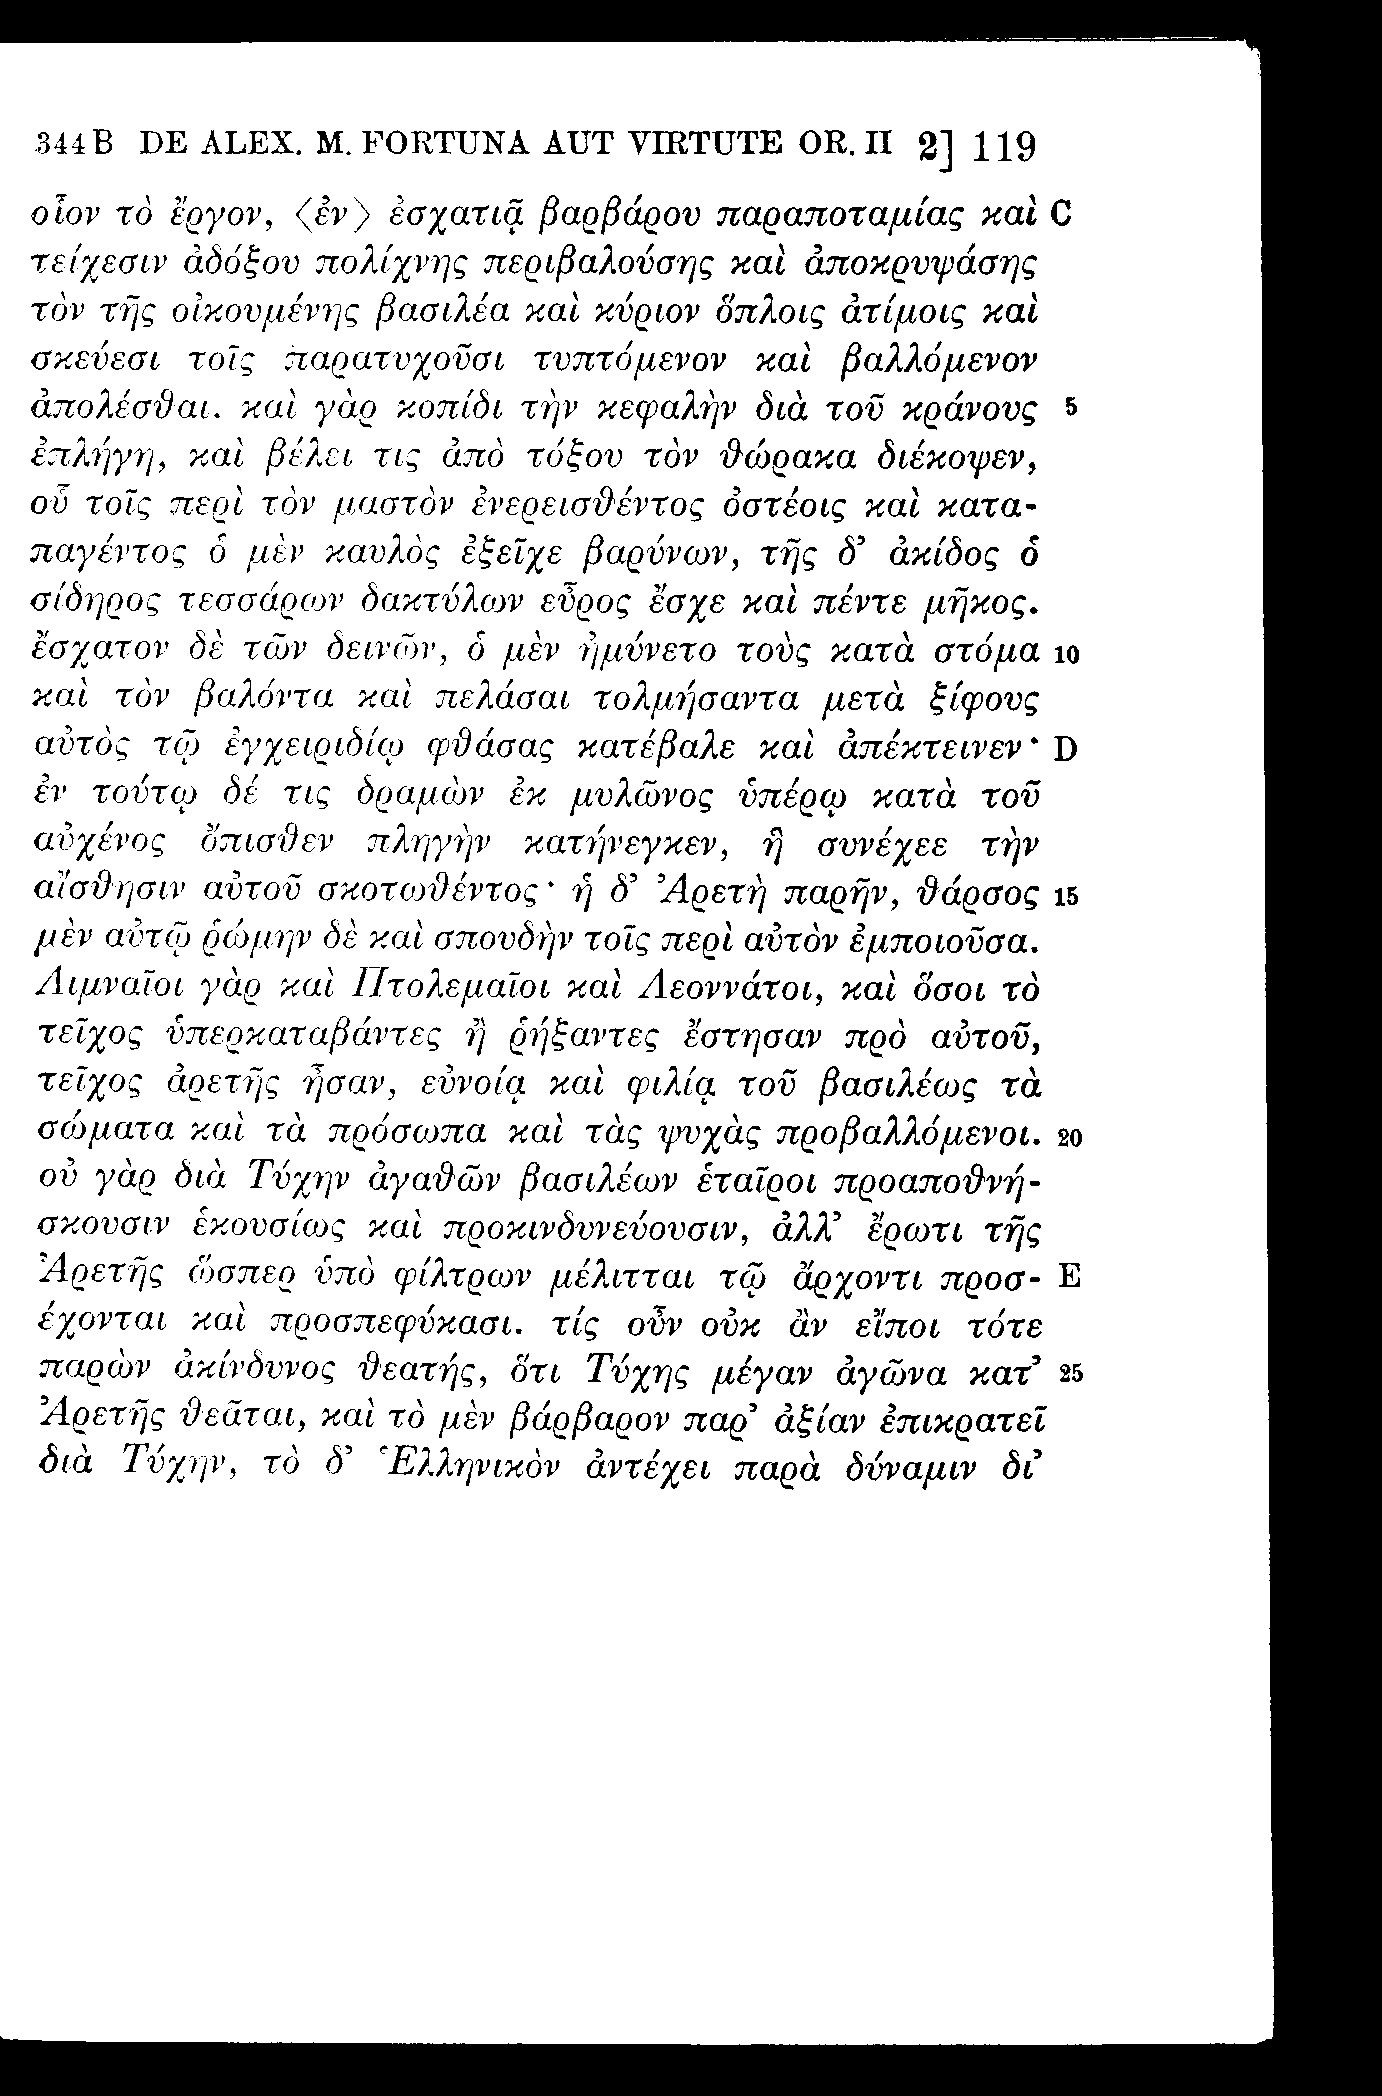 344B DE ALEX. M. FORTUNA AUT VIRTUTE OR. II 2] 119
οἷον τὸ ἔργον, ⟨ἐν⟩ ἐσχατιᾷ βαρβάρου παραποταμίας καὶ C
τείχεσιν ἀδόξου πολίχνης περιβαλούσης καὶ ἀποκρυψάσης
τὸν τῆς οἰκουμένης βασιλέα καὶ κύριον ὅπλοις ἀτίμοις καὶ
σκεύεσι τοῖς παρατυχοῦσι τυπτόμενον καὶ βαλλόμενον
ἀπολέσθαι. καὶ γὰρ κοπίδι τὴν κεφαλὴν διὰ τοῦ κράνους 5
ἐπλήγη, καὶ βέλει τις ἀπὸ τόξου τὸν θώρακα διέκοψεν,
οὗ τοῖς περὶ τὸν μαστὸν ἐνερεισθέντος ὀστέοις καὶ κατα-
παγέντος ὁ μὲν καυλὸς ἐξεῖχε βαρύνων, τῆς δ’ ἀκίδος ὁ
σίδηρος τεσσάρων δακτύλων εὖρος ἔσχε καὶ πέντε μῆκος.
ἔσχατον δὲ τῶν δεινῶν, ὁ μὲν ἠμύνετο τοὺς κατὰ στόμα 10
καὶ τὸν βαλόντα καὶ πελάσαι τολμήσαντα μετὰ ξίφους
αὐτὸς τῷ ἐγχειριδίῳ φθάσας κατέβαλε καὶ ἀπέκτεινεν· D
ἐν τούτῳ δέ τις δραμὼν ἐκ μυλῶνος ὑπέρῳ κατὰ τοῦ
αὐχένος ὄπισθεν πληγὴν κατήνεγκεν, ἣ συνέχεε τὴν
αἴσθησιν αὐτοῦ σκοτωθέντος· ἡ δ’ Ἀρετὴ παρῆν, θάρσος 15
μὲν αὐτῷ ῥώμην δὲ καὶ σπουδὴν τοῖς περὶ αὐτὸν ἐμποιοῦσα.
Λιμναῖοι γὰρ καὶ Πτολεμαῖοι καὶ Λεοννάτοι, καὶ ὅσοι τὸ
τεῖχος ὑπερκαταβάντες ἢ ῥήξαντες ἔστησαν πρὸ αὐτοῦ,
τεῖχος ἀρετῆς ἦσαν, εὐνοίᾳ καὶ φιλίᾳ τοῦ βασιλέως τὰ
σώματα καὶ τὰ πρόσωπα καὶ τὰς ψυχὰς προβαλλόμενοι. 20
οὐ γὰρ διὰ Τύχην ἀγαθῶν βασιλέων ἑταῖροι προαποθνή-
σκουσιν ἑκουσίως καὶ προκινδυνεύουσιν, ἀλλ’ ἔρωτι τῆς
Ἀρετῆς ὥσπερ ὑπὸ φίλτρων μέλιτται τῷ ἄρχοντι προσ- E
έχονται καὶ προσπεφύκασι. τίς οὖν οὐκ ἂν εἴποι τότε
παρὼν ἀκίνδυνος θεατής, ὅτι Τύχης μέγαν ἀγῶνα κατ’ 25
Ἀρετῆς θεᾶται, καὶ τὸ μὲν βάρβαρον παρ’ ἀξίαν ἐπικρατεῖ
διὰ Τύχην, τὸ δ’ Ἑλληνικὸν ἀντέχει παρὰ δύναμιν δι’